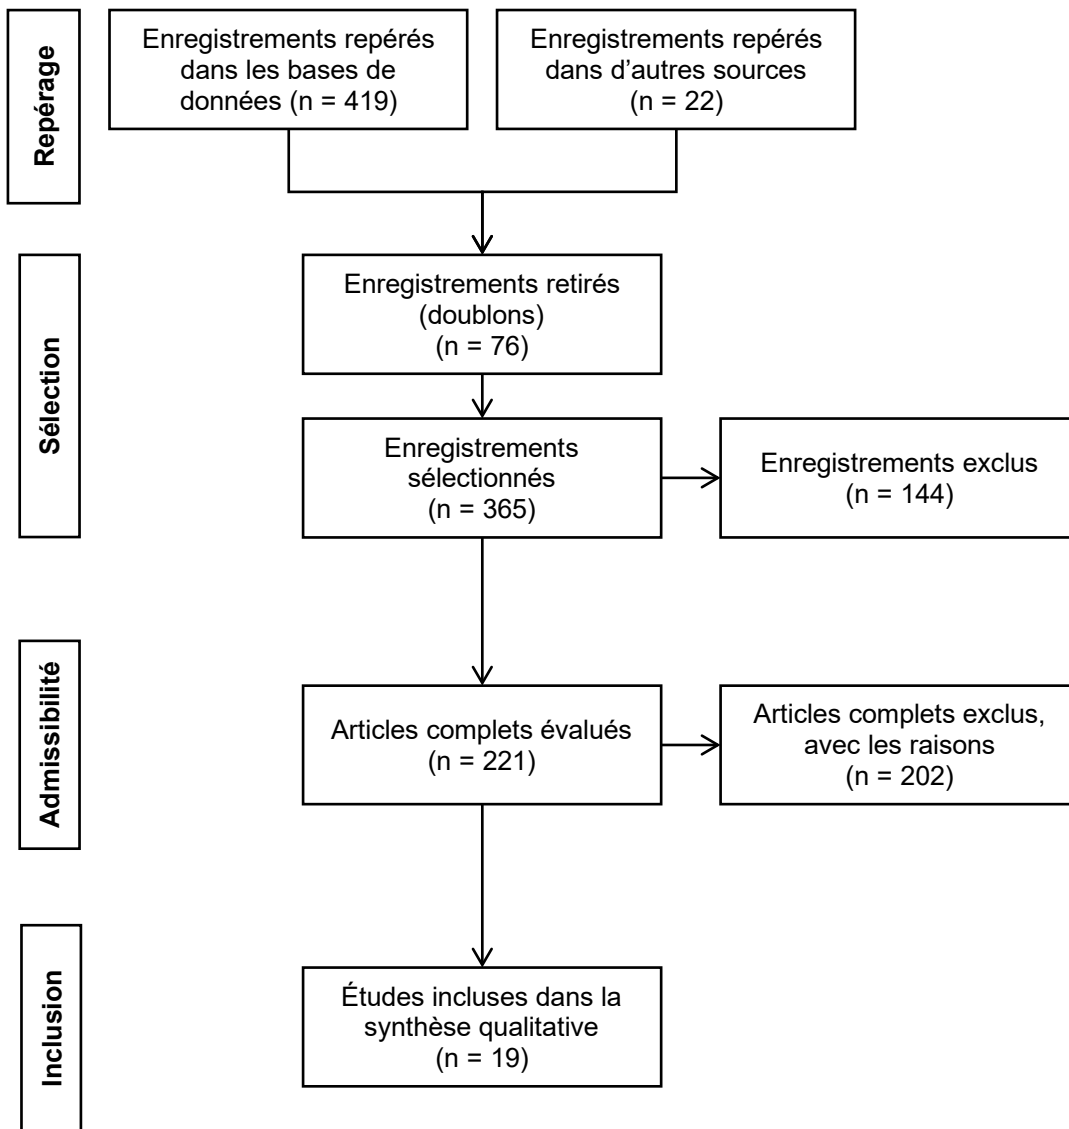 Repérage
Enregistrements repérés
dans les bases de
données (n = 419)
Enregistrements repérés
dans d’autres sources
(n = 22)
Sélection
Enregistrements retirés
(doublons)
(n = 76)
Enregistrements
sélectionnés
(n = 365)
Enregistrements exclus
(n = 144)
Admissibilité
Articles complets évalués
(n = 221)
Articles complets exclus,
avec les raisons
(n = 202)
Inclusion
Études incluses dans la
synthèse qualitative
(n = 19)